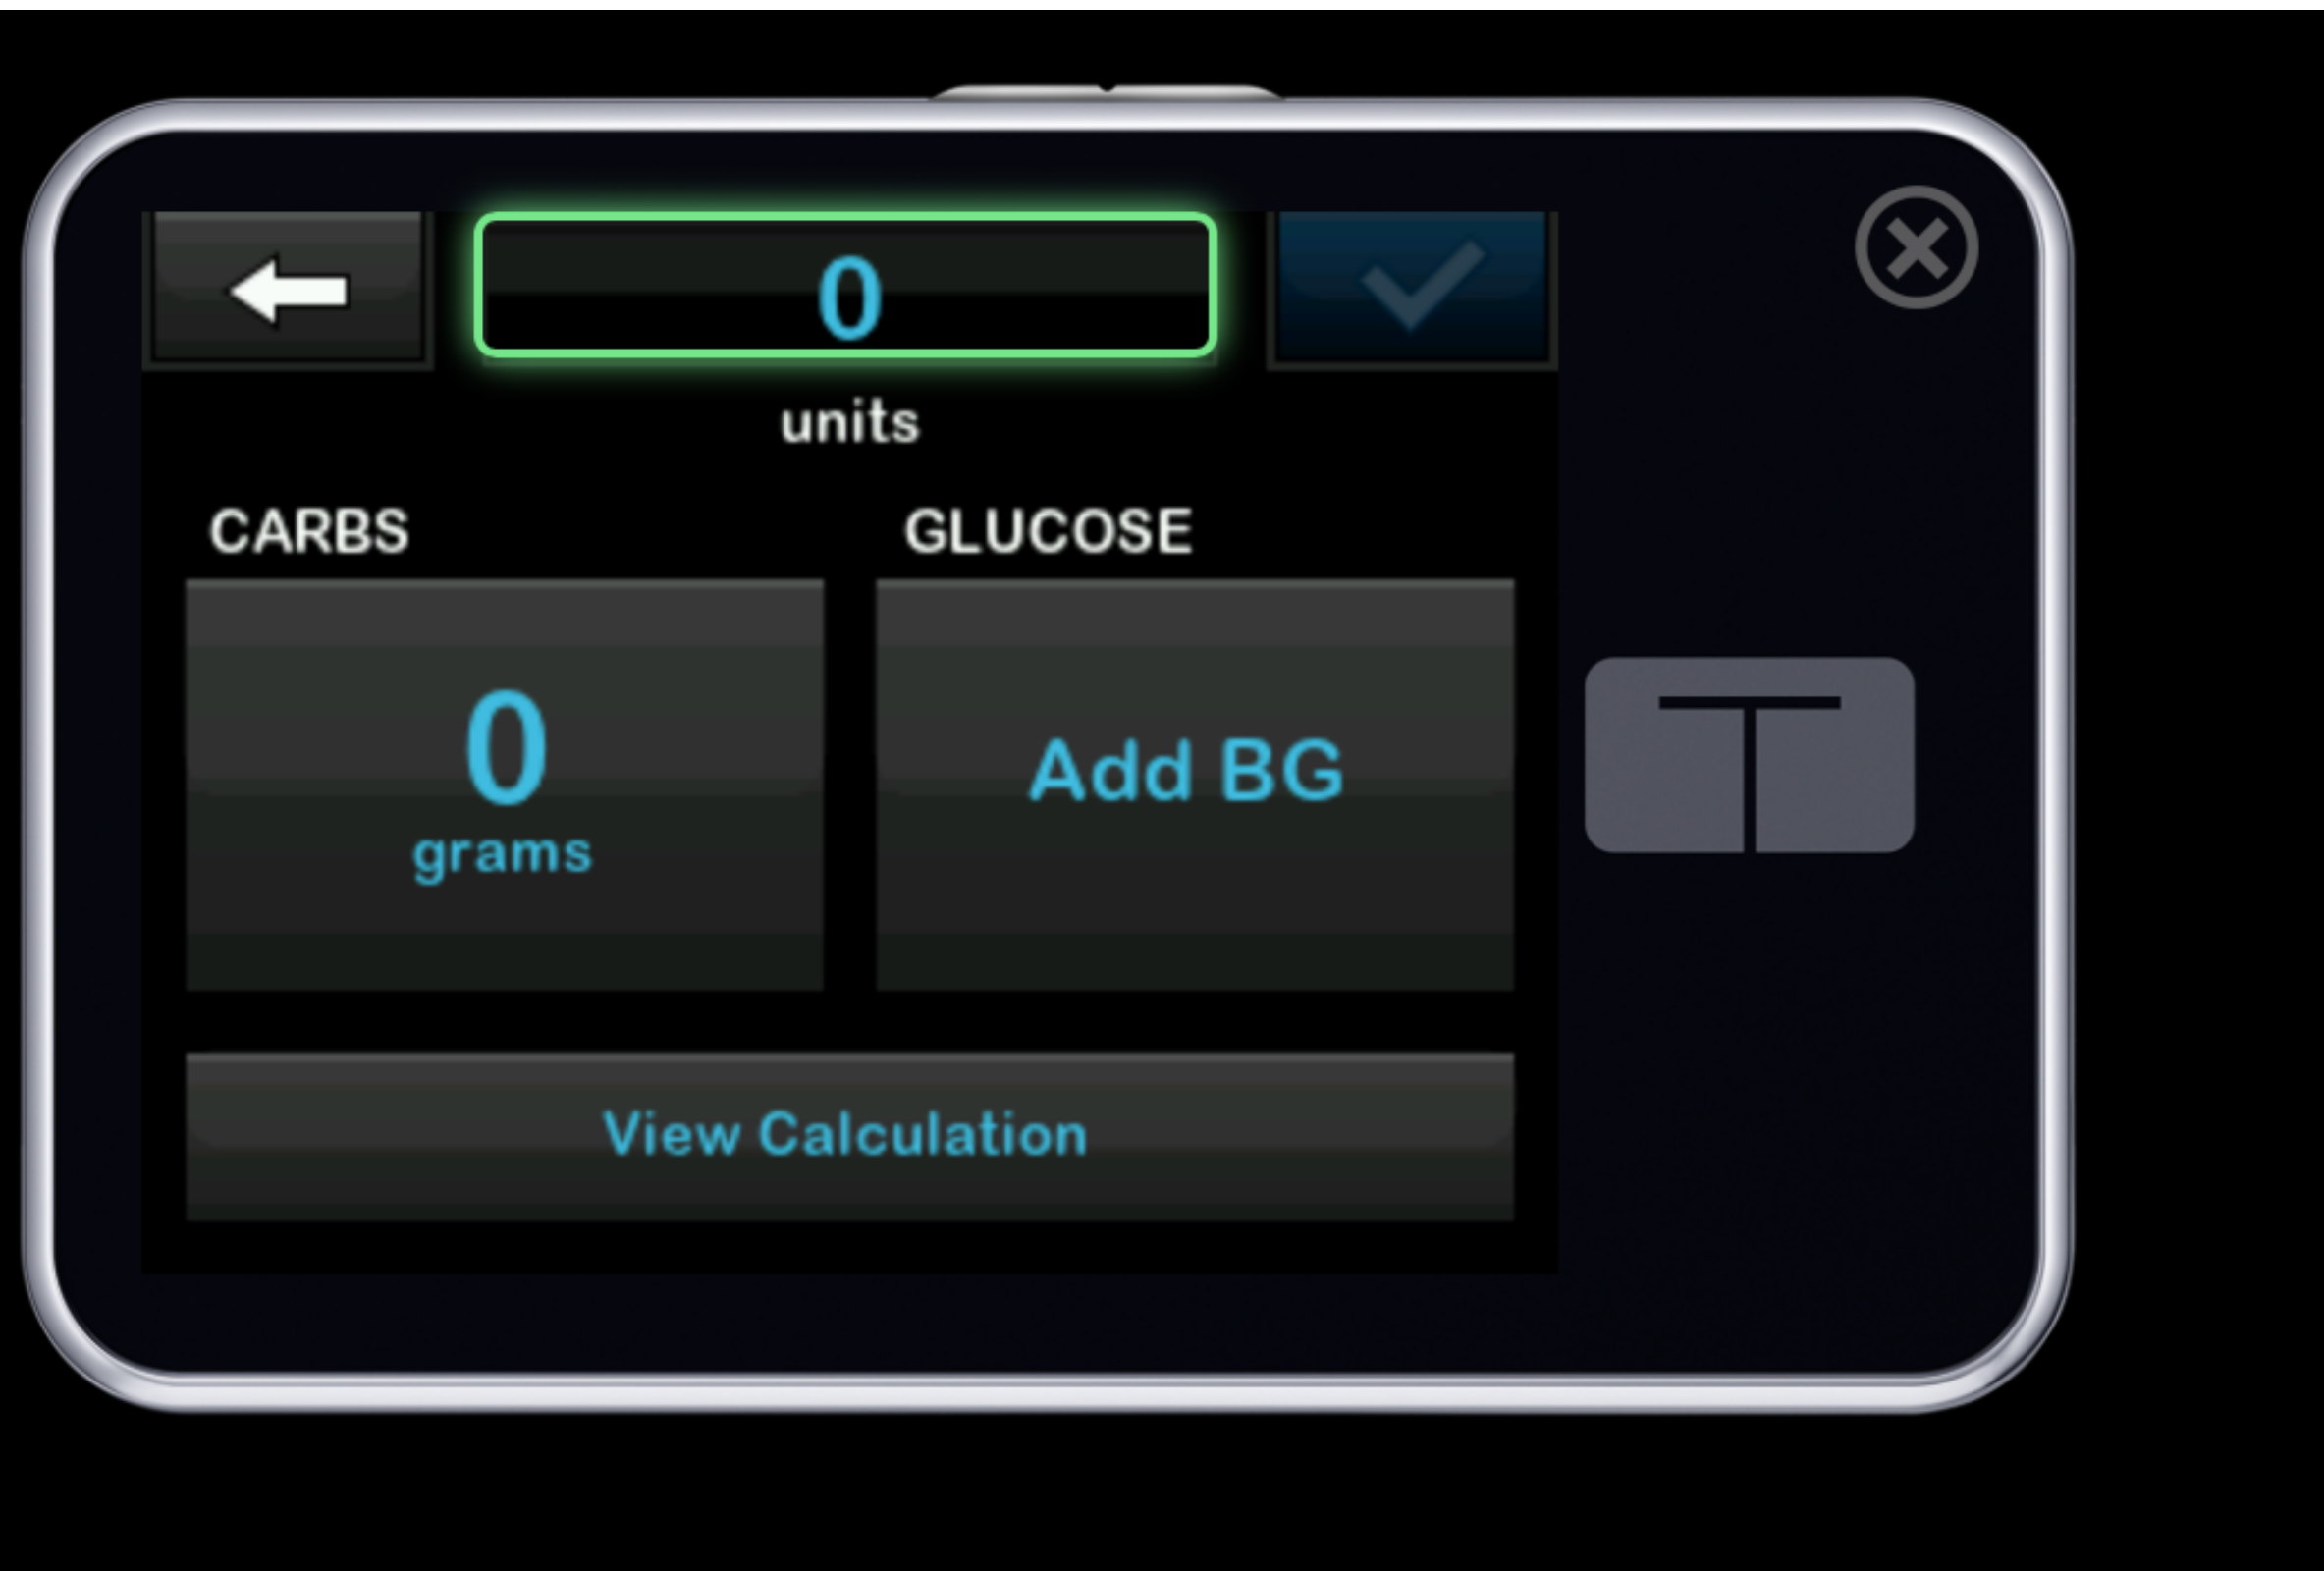 0
units
CARBS
GLUCOSE
0
grams
Add BG
View Calculation